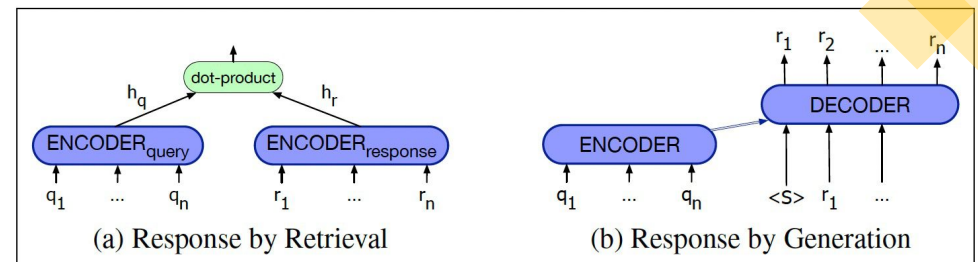 dot-product
h_q h_r
ENCODER_query ENCODER_response
q_1 ... q_n r_1 ... r_n
(a) Response by Retrieval
r_1 r_2 ... r_n
DECODER
ENCODER
q_1 ... q_n <s> r_1 ...
(b) Response by Generation